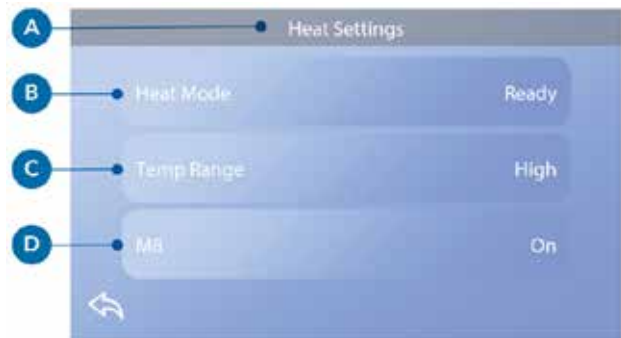 A
Heat Settings
B
Heat Mode Ready
C
Temp Range High
D
M8 On